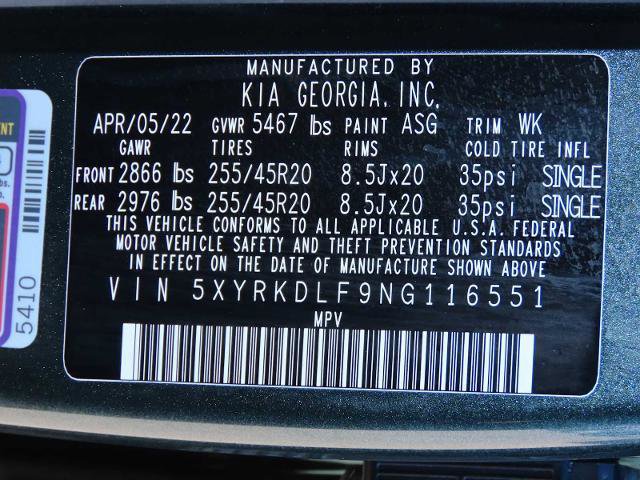 MANUFACTURED BY
KIA GEORGIA, INC.
APR/05/22 GVWR 5467 lbs PAINT ASG TRIM WK
GAWR TIRES RIMS COLD TIRE INFL
FRONT 2866 lbs 255/45R20 8.5Jx20 35psi SINGLE
REAR 2976 lbs 255/45R20 8.5Jx20 35psi SINGLE
THIS VEHICLE CONFORMS TO ALL APPLICABLE U.S.A. FEDERAL
MOTOR VEHICLE SAFETY AND THEFT PREVENTION STANDARDS
IN EFFECT ON THE DATE OF MANUFACTURE SHOWN ABOVE
VIN 5XYRKDLF9NG116551
MPV
5410